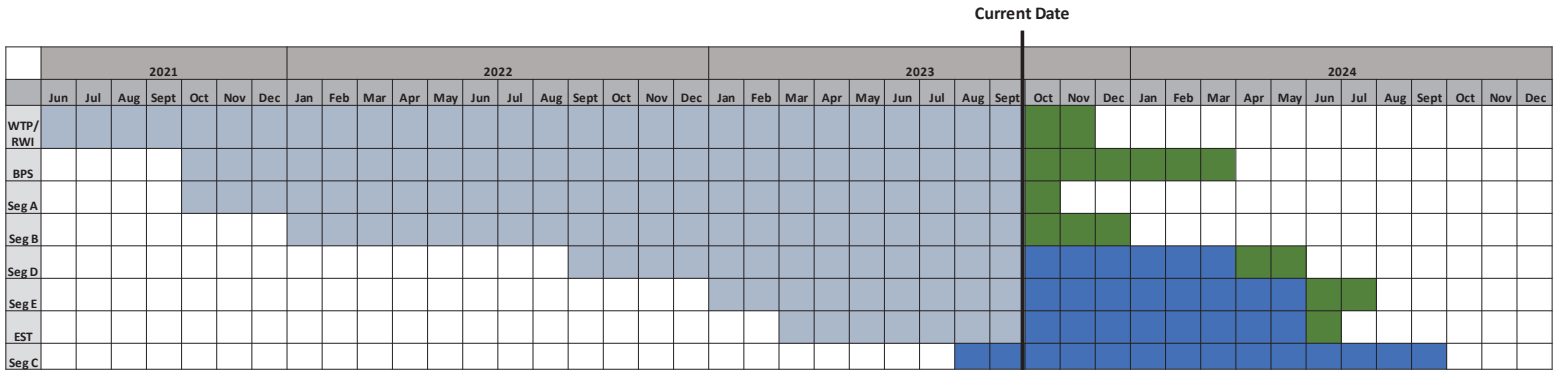 Current Date
2021 2022 2023 2024
Jun Jul Aug Sept Oct Nov Dec Jan Feb Mar Apr May Jun Jul Aug Sept Oct Nov Dec Jan Feb Mar Apr May Jun Jul Aug Sept Oct Nov Dec Jan Feb Mar Apr May Jun Jul Aug Sept Oct Nov Dec
WTP/
RWI
BPS
Seg A
Seg B
Seg D
Seg E
EST
Seg C